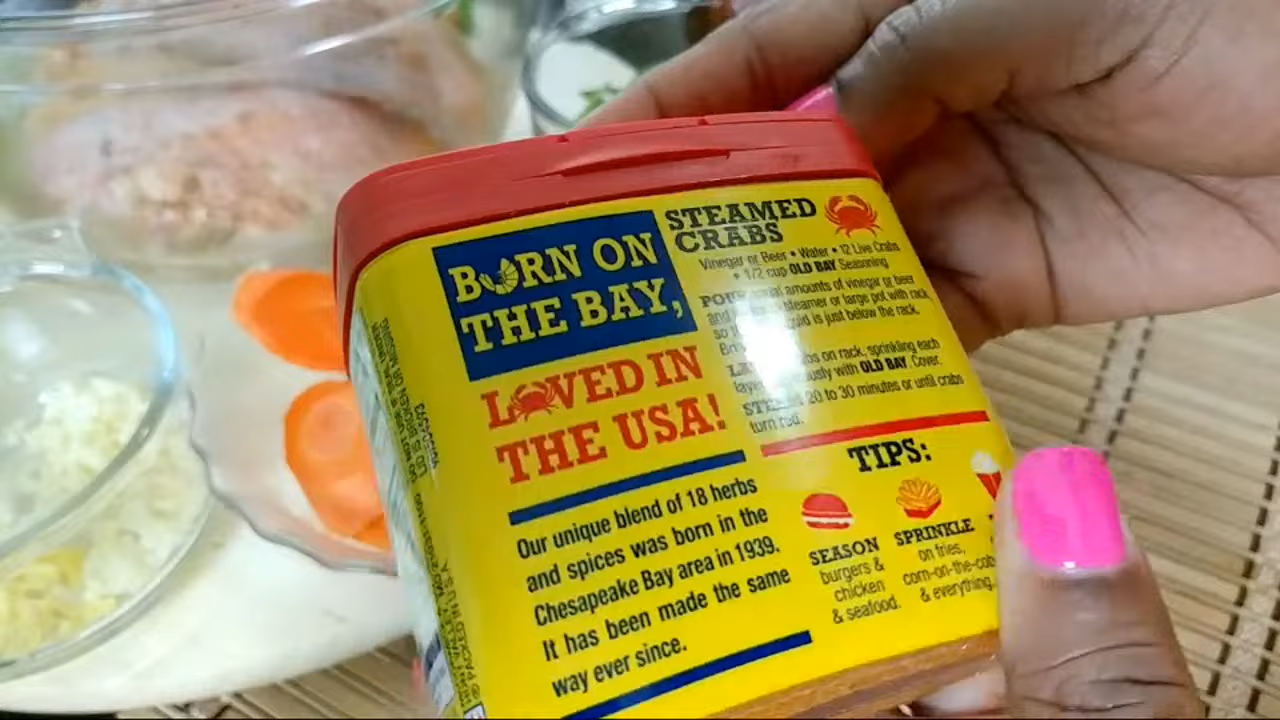 BORN ON
THE BAY,
LOVED IN
THE USA!
Our unique blend of 18 herbs
and spices was born in the
Chesapeake Bay area in 1939.
It has been made the same
way ever since.
STEAMED
CRABS
Vinegar or Beer • Water • 12 Live Crabs
• 1/2 cup OLD BAY Seasoning
amounts of vinegar or beer
and steamer or large pot with rack,
so is just below the rack.
on rack, sprinkling each
with OLD BAY. Cover.
20 to 30 minutes or until crabs
turn red.
TIPS:
SEASON
burgers &
chicken
& seafood.
SPRINKLE
on fries,
corn-on-the-cob
& everything.